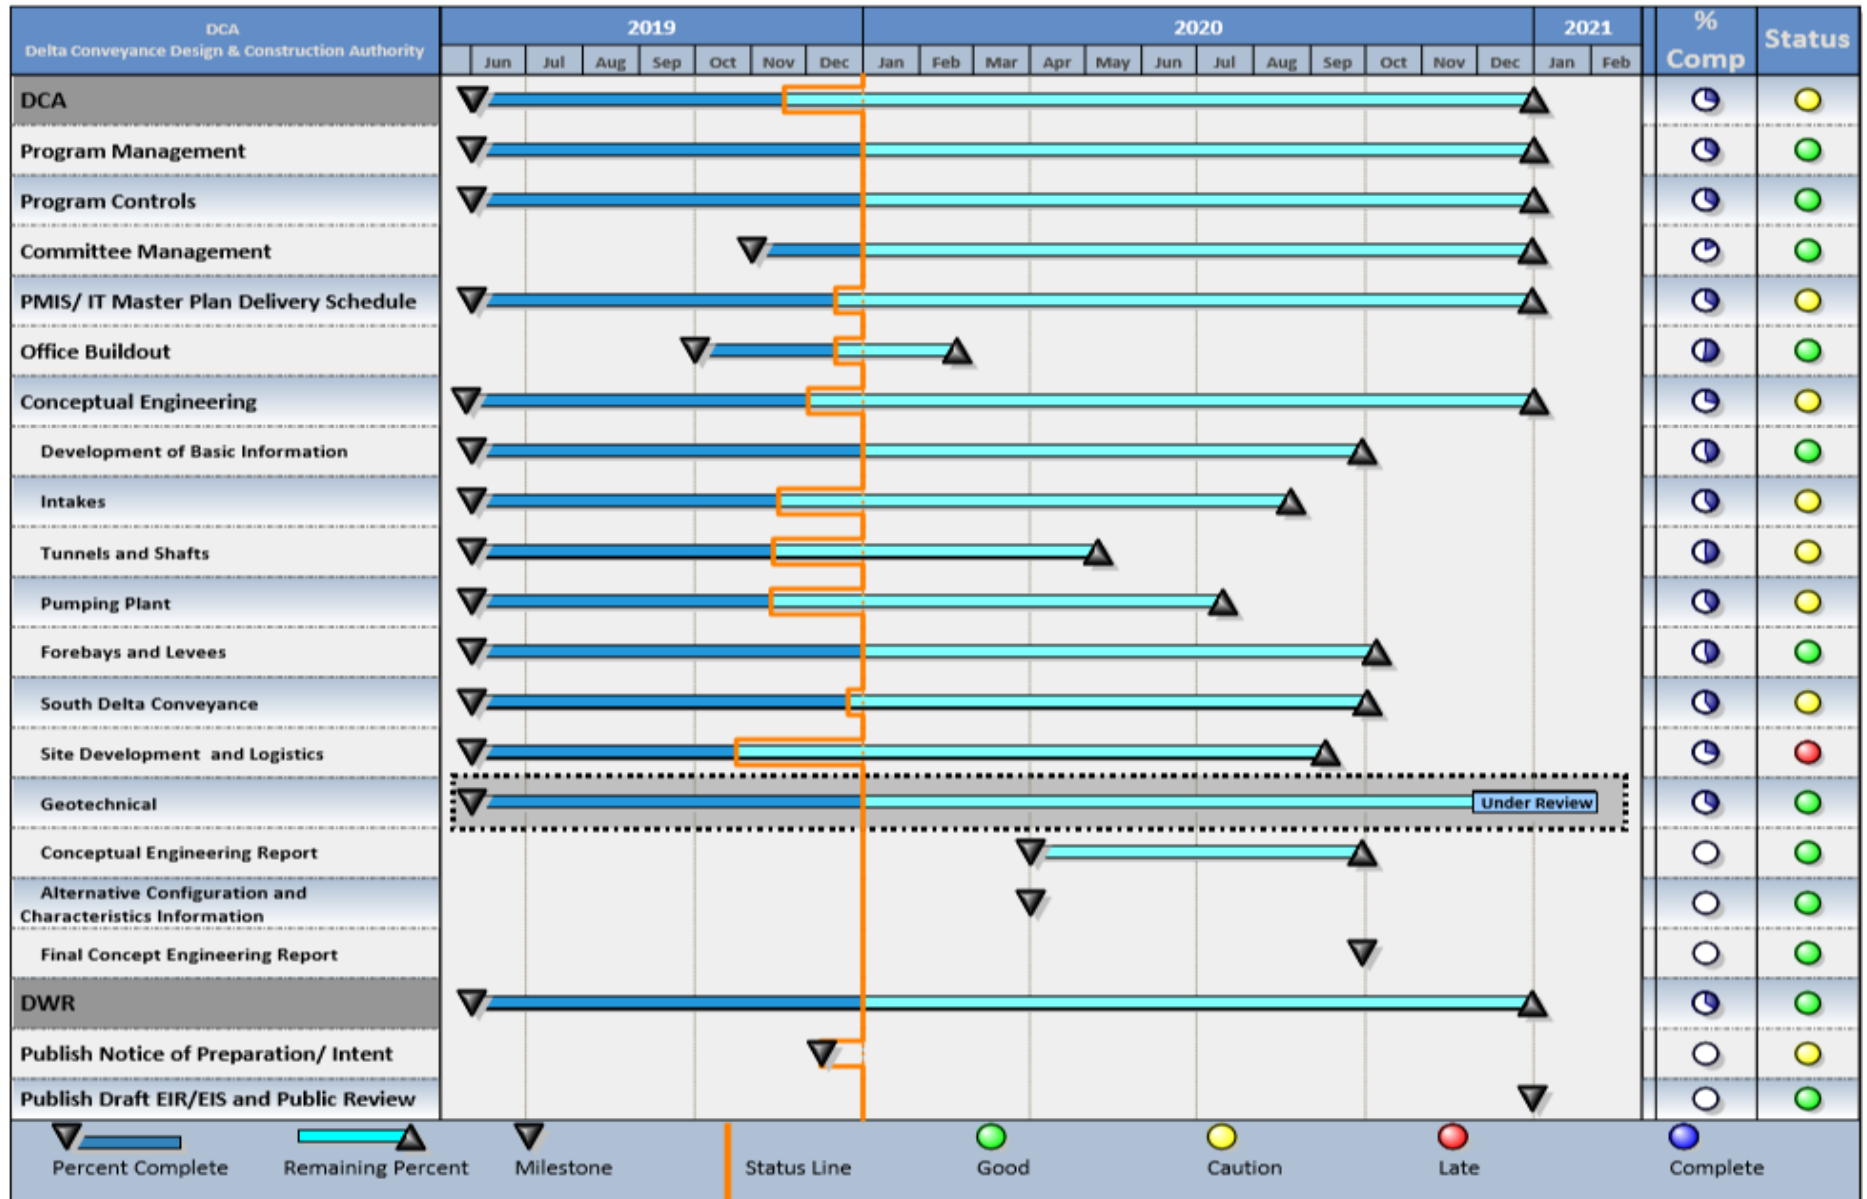 DCA
Delta Conveyance Design & Construction Authority
2019
2020
2021
%
Comp
Status
Jun Jul Aug Sep Oct Nov Dec Jan Feb Mar Apr May Jun Jul Aug Sep Oct Nov Dec Jan Feb
DCA
Program Management
Program Controls
Committee Management
PMIS/ IT Master Plan Delivery Schedule
Office Buildout
Conceptual Engineering
Development of Basic Information
Intakes
Tunnels and Shafts
Pumping Plant
Forebays and Levees
South Delta Conveyance
Site Development and Logistics
Geotechnical
Under Review
Conceptual Engineering Report
Alternative Configuration and
Characteristics Information
Final Concept Engineering Report
DWR
Publish Notice of Preparation/ Intent
Publish Draft EIR/EIS and Public Review
Percent Complete
Remaining Percent
Milestone
Status Line
Good
Caution
Late
Complete